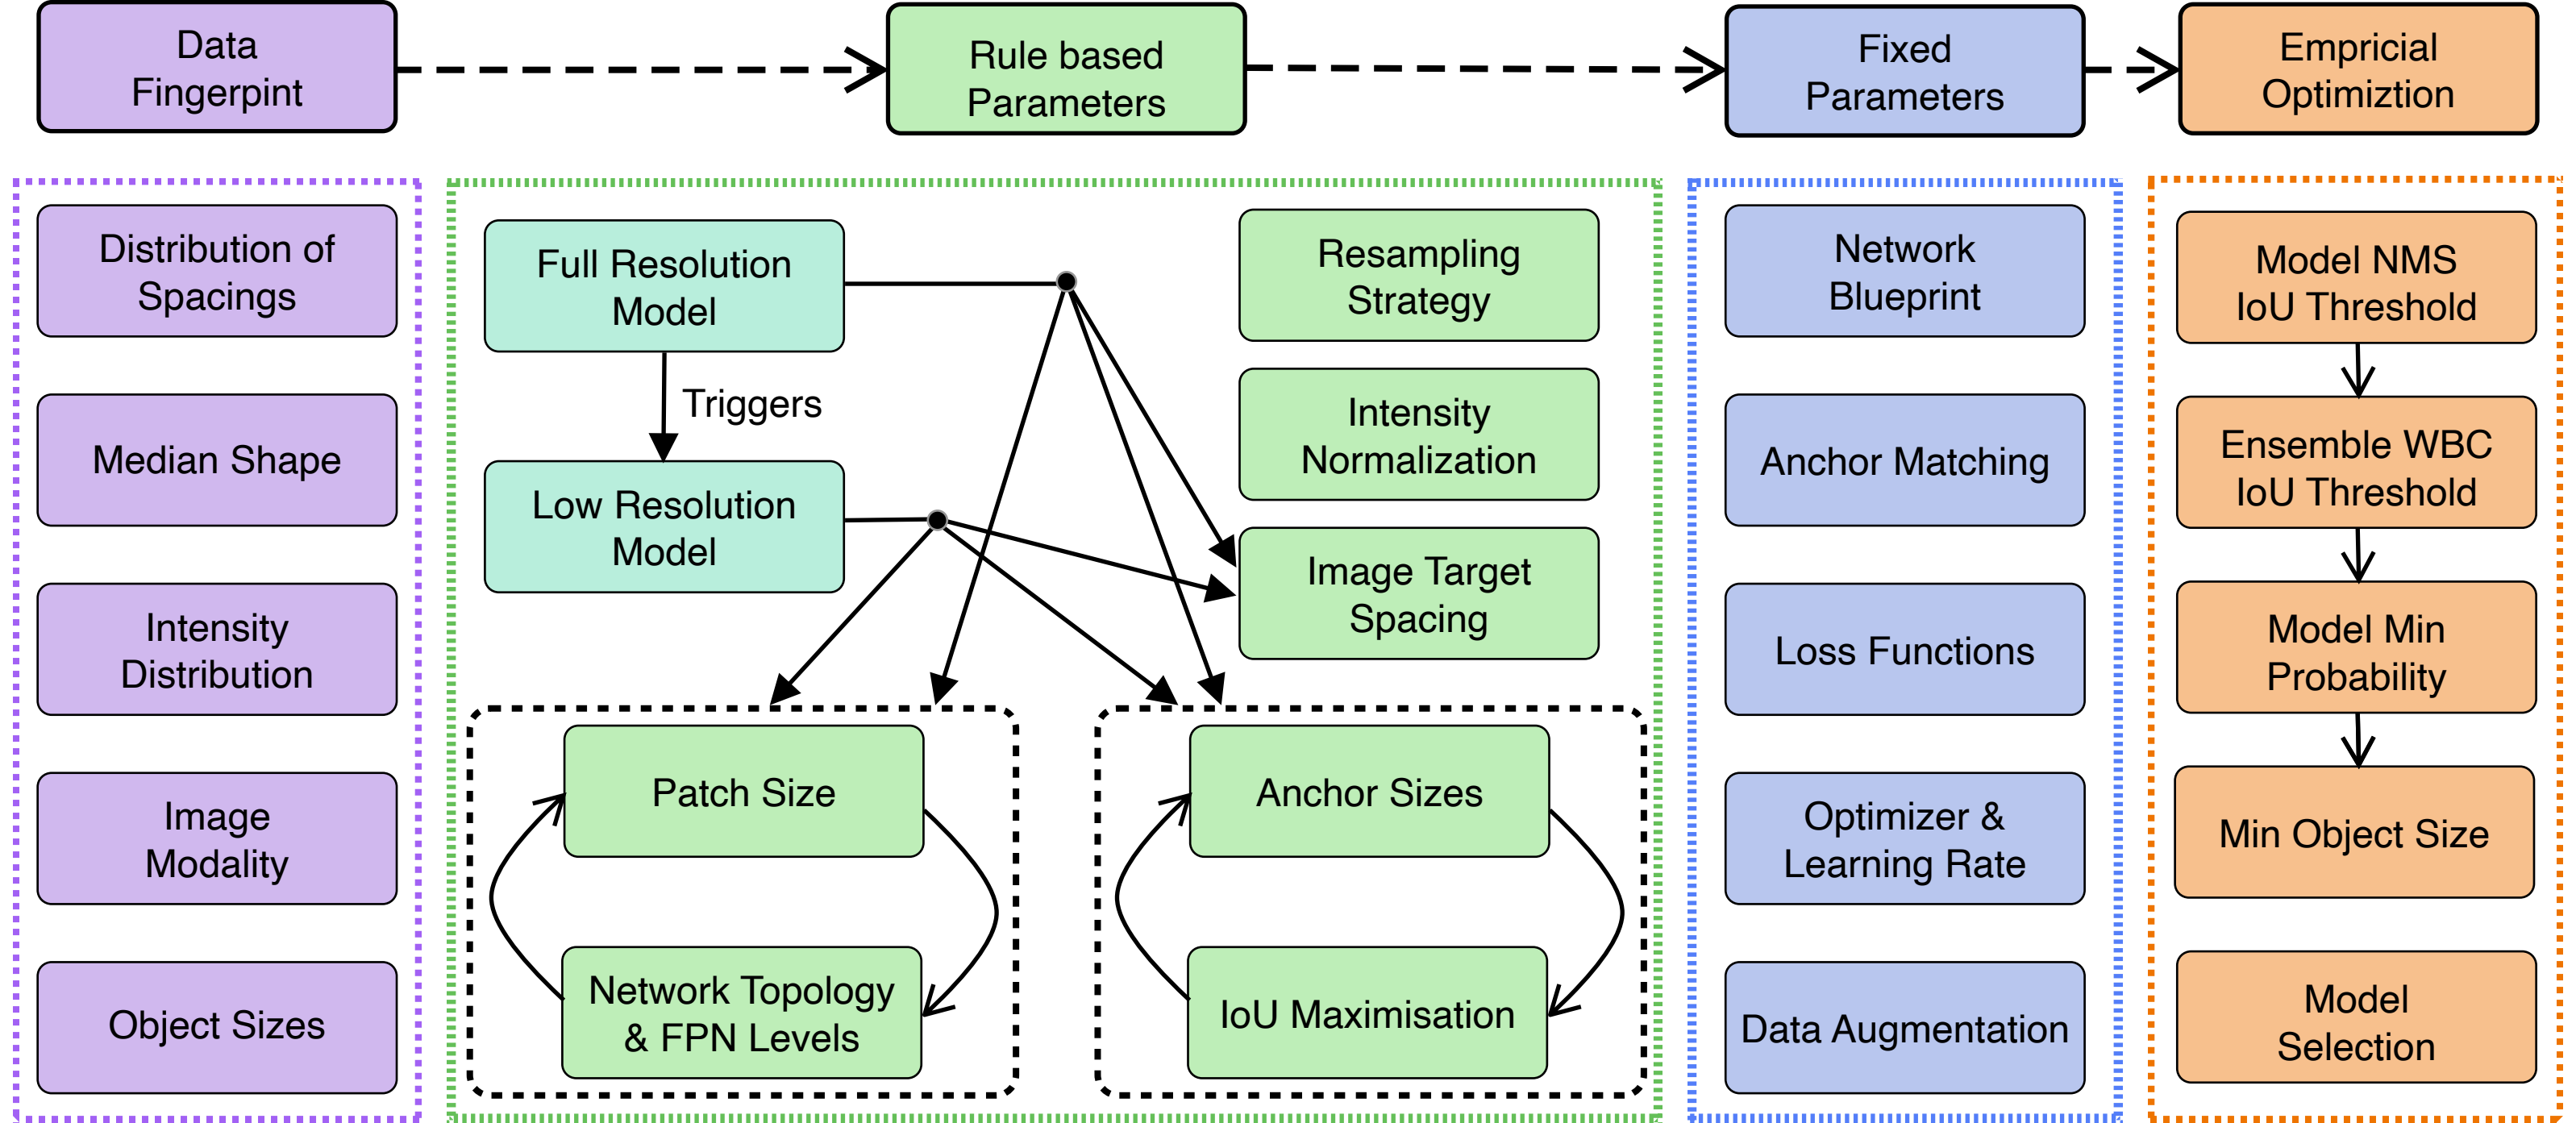 Data
Fingerpint
Rule based
Parameters
Fixed
Parameters
Empricial
Optimiztion
Distribution of
Spacings
Median Shape
Intensity
Distribution
Image
Modality
Object Sizes
Full Resolution
Model
Triggers
Low Resolution
Model
Resampling
Strategy
Intensity
Normalization
Image Target
Spacing
Patch Size
Network Topology
& FPN Levels
Anchor Sizes
IoU Maximisation
Network
Blueprint
Anchor Matching
Loss Functions
Optimizer &
Learning Rate
Data Augmentation
Model NMS
IoU Threshold
Ensemble WBC
IoU Threshold
Model Min
Probability
Min Object Size
Model
Selection